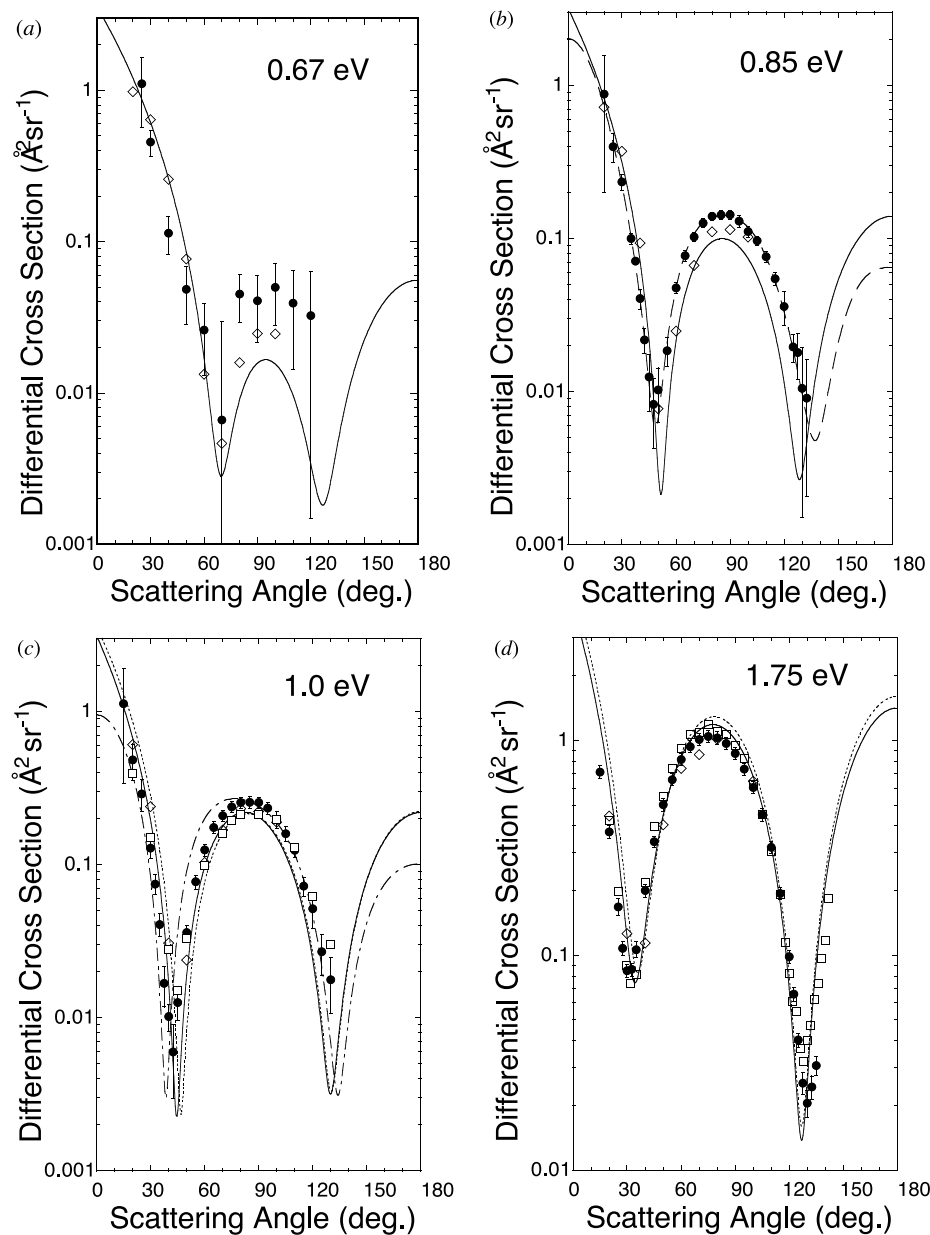 (a)
0.67 eV
Differential Cross Section (Å2sr-1)
1
0.1
0.01
0.001
0 30 60 90 120 150 180
Scattering Angle (deg.)
(b)
0.85 eV
Differential Cross Section (Å2sr-1)
1
0.1
0.01
0.001
0 30 60 90 120 150 180
Scattering Angle (deg.)
(c)
1.0 eV
Differential Cross Section (Å2sr-1)
1
0.1
0.01
0.001
0 30 60 90 120 150 180
Scattering Angle (deg.)
(d)
1.75 eV
Differential Cross Section (Å2sr-1)
1
0.1
0.01
0 30 60 90 120 150 180
Scattering Angle (deg.)